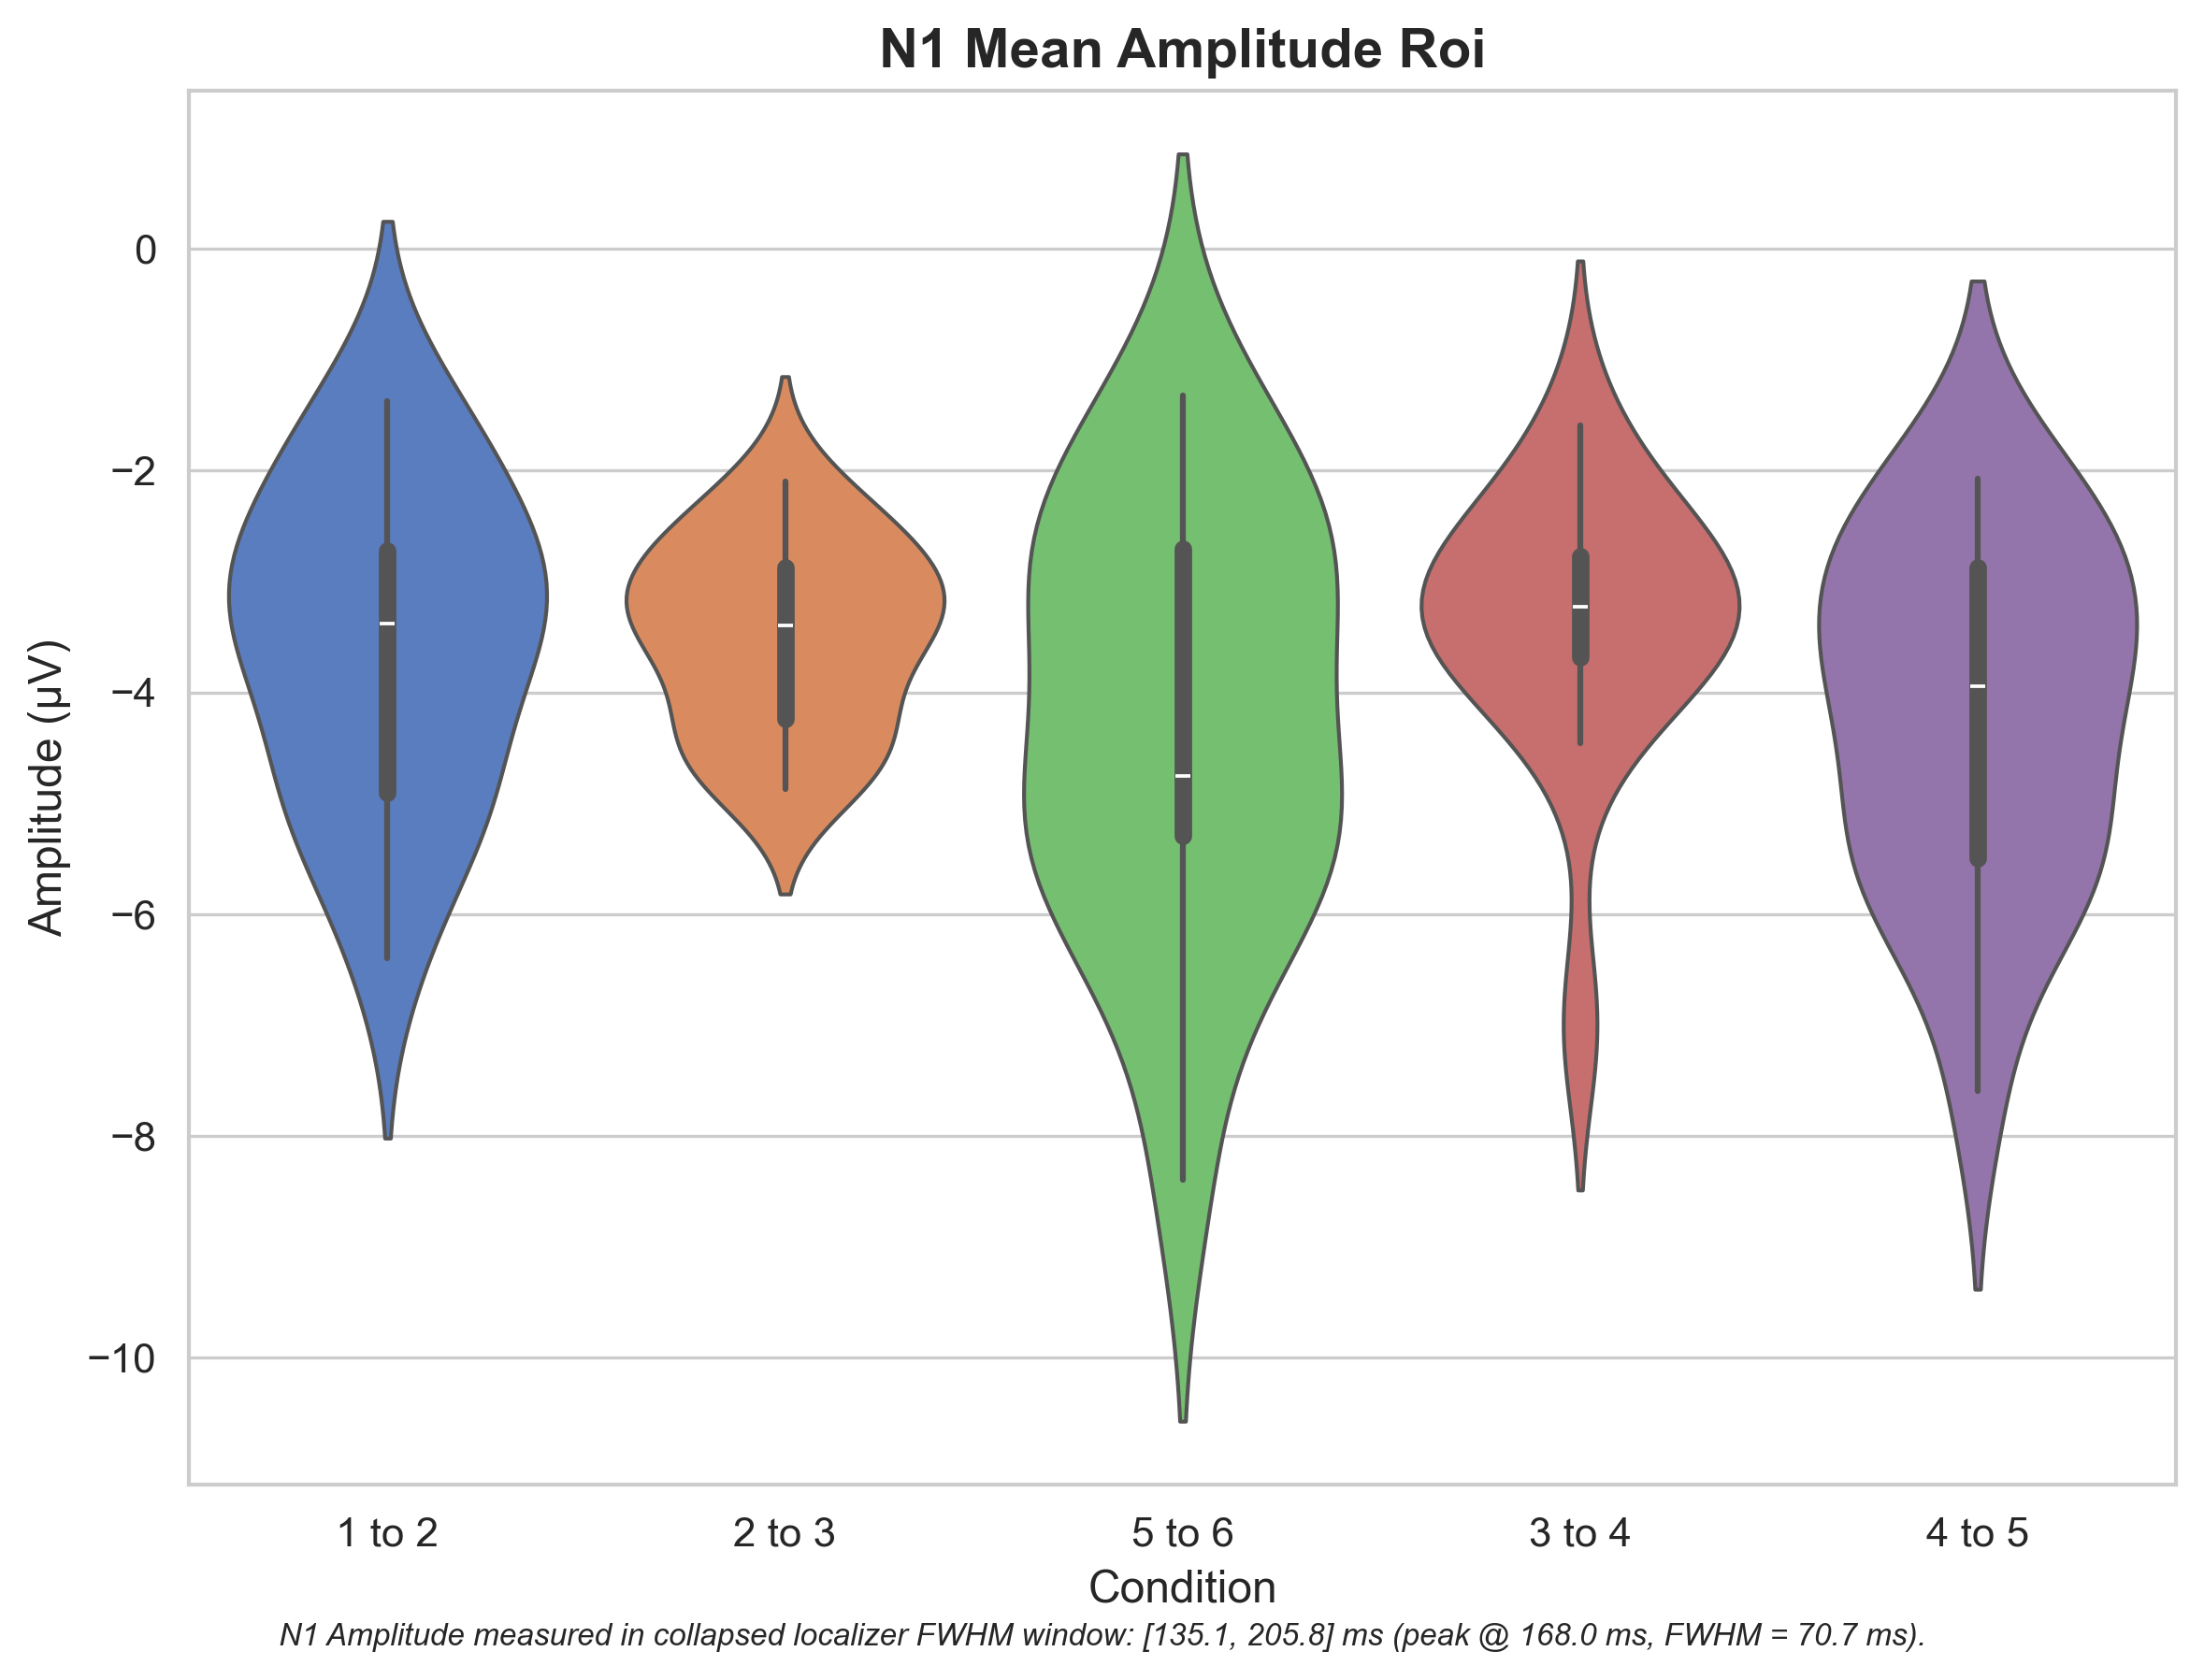 N1 Mean Amplitude Roi
Amplitude (µV)
0
−2
−4
−6
−8
−10
1 to 2
2 to 3
5 to 6
3 to 4
4 to 5
Condition
N1 Amplitude measured in collapsed localizer FWHM window: [135.1, 205.8] ms (peak @ 168.0 ms, FWHM = 70.7 ms).